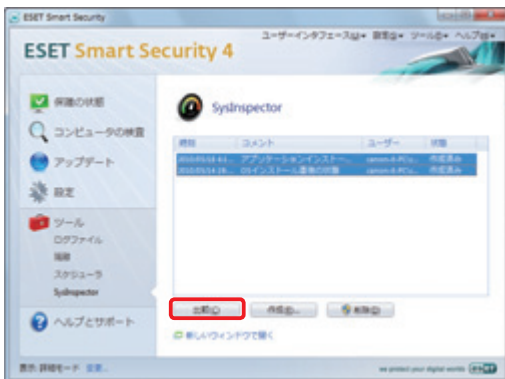 ESET Smart Security
ユーザーインタフェース(U)▾ 設定(S)▾ ツール(O)▾ ヘルプ(H)▾
ESET Smart Security 4
保護の状態
コンピュータの検査
アップデート
設定
ツール
ログファイル
隔離
スケジューラ
SysInspector
ヘルプとサポート
SysInspector
時間 コメント ユーザー 状態
アプリケーションインストー... 作成済み
OSインストール直後の状態 作成済み
比較(C) 作成(E)... 削除(D)
新しいウィンドウで開く
表示: 詳細モード 変更...
we protect your digital worlds eset